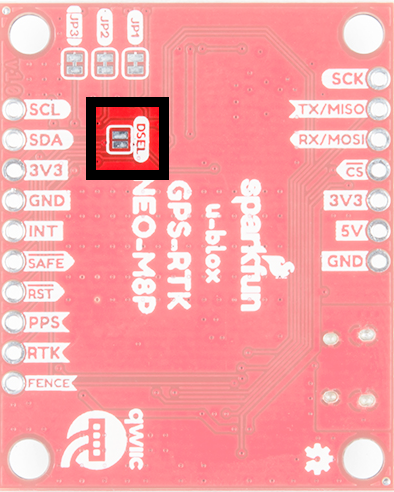 JP3
JP2
JP1
SCK
TX/MISO
RX/MOSI
CS
3V3
5V
GND
SCL
SDA
3V3
GND
INT
SAFE
RST
PPS
RTK
FENCE
DSEL
sparkfun
u-blox
GPS-RTK
NEO-M8P
qwiic